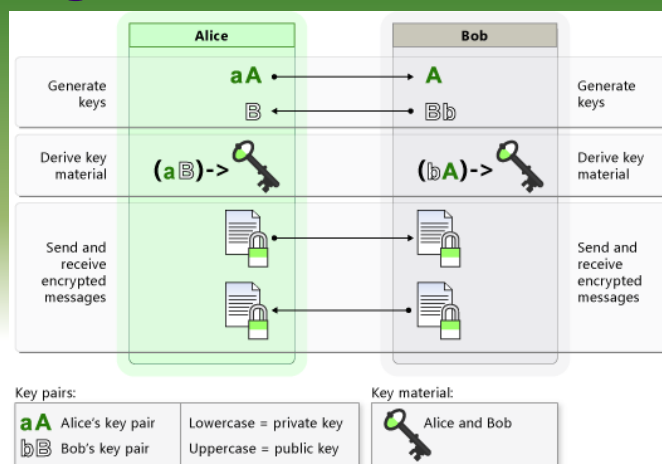 Alice Bob
Generate keys aA A Generate keys
B Bb
Derive key material (aB)-> (bA)-> Derive key material
Send and receive encrypted messages Send and receive encrypted messages
Key pairs: Key material:
aA Alice's key pair Lowercase = private key Alice and Bob
bB Bob's key pair Uppercase = public key